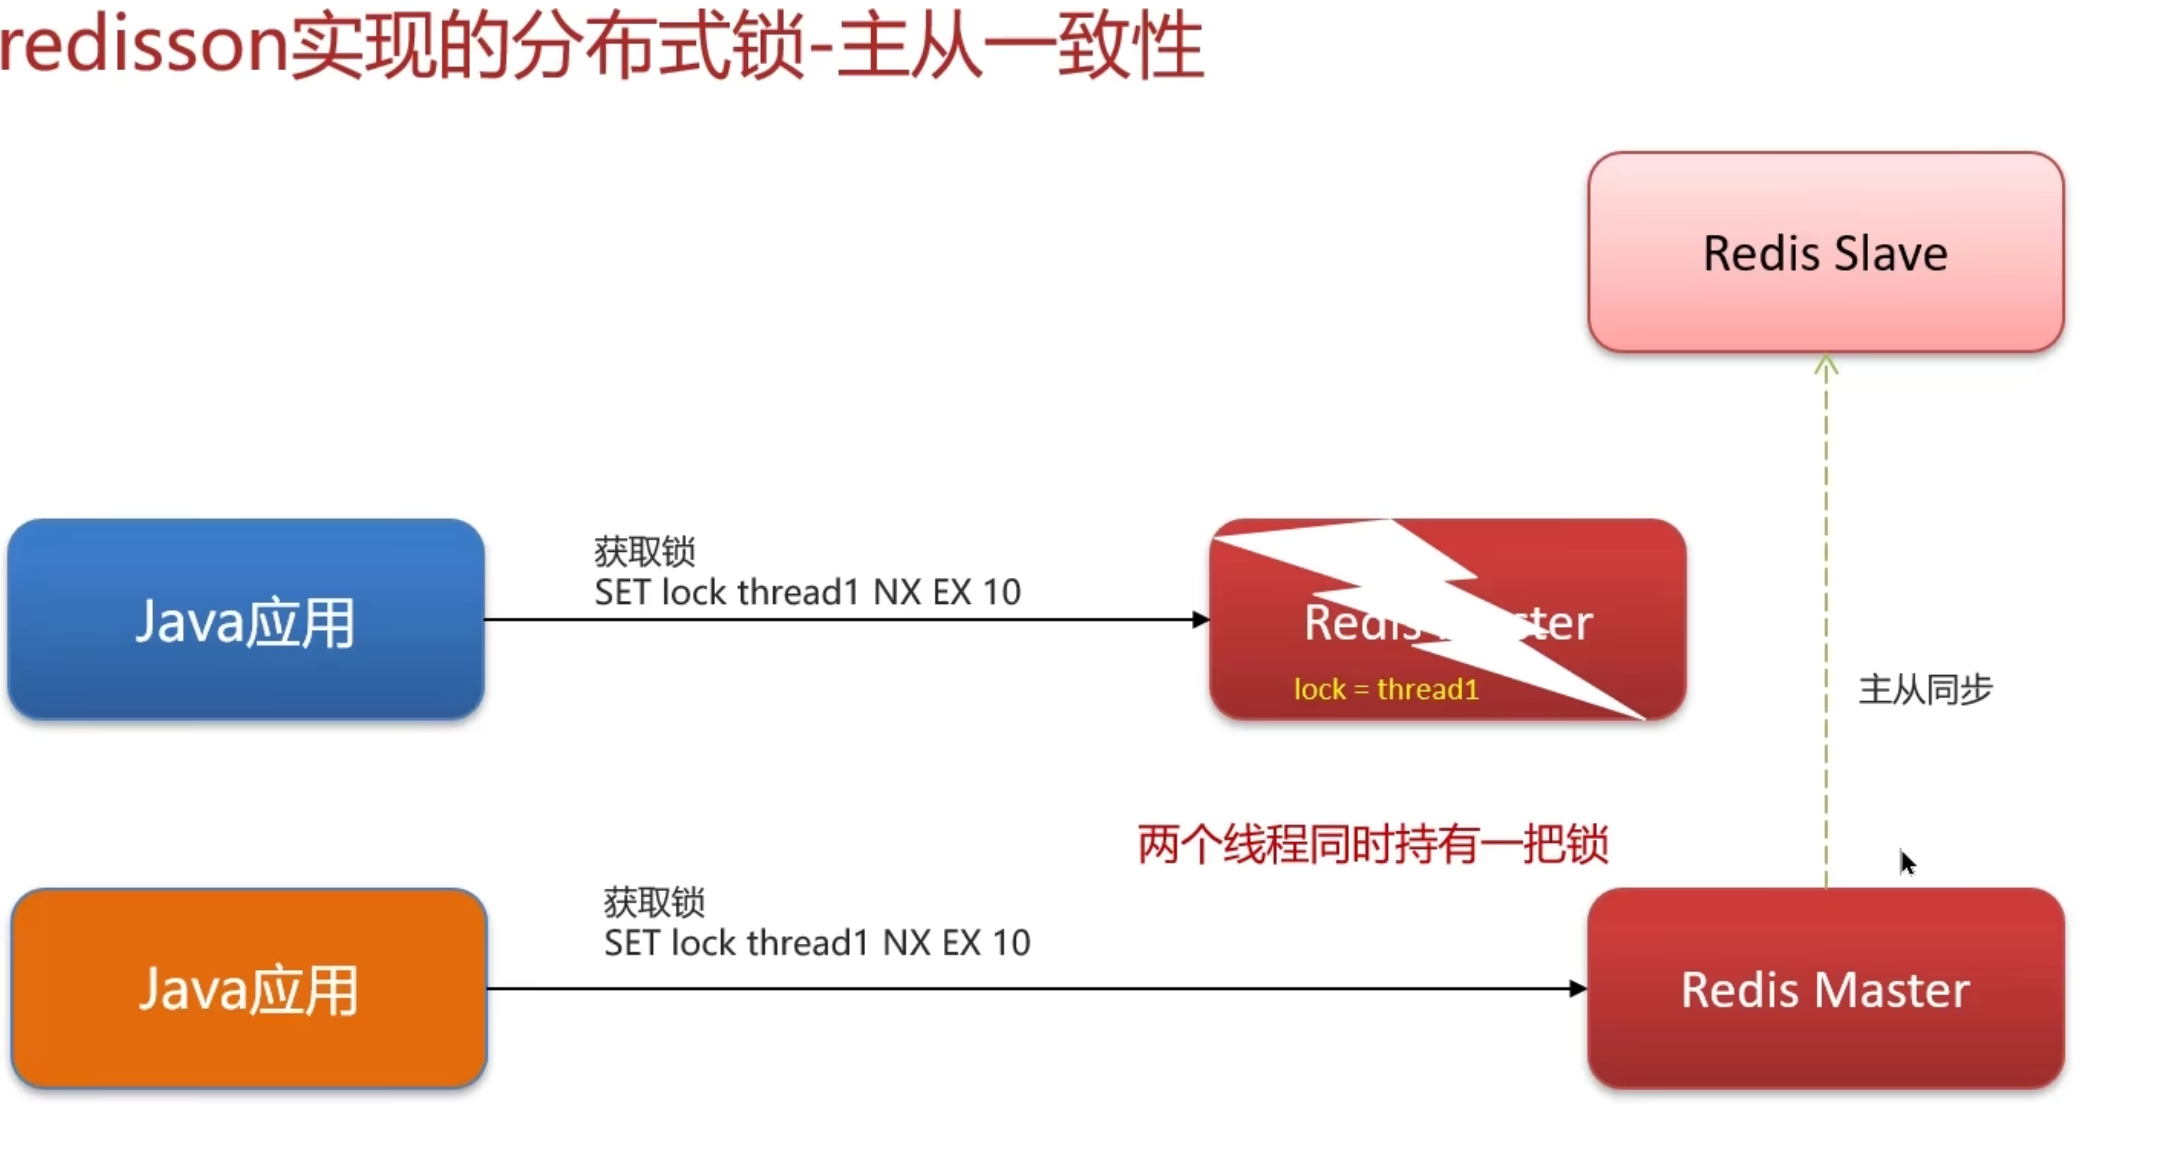 redisson实现的分布式锁-主从一致性
Redis Slave
获取锁
SET lock thread1 NX EX 10
Java应用
lock = thread1
主从同步
两个线程同时持有一把锁
获取锁
SET lock thread1 NX EX 10
Java应用
Redis Master